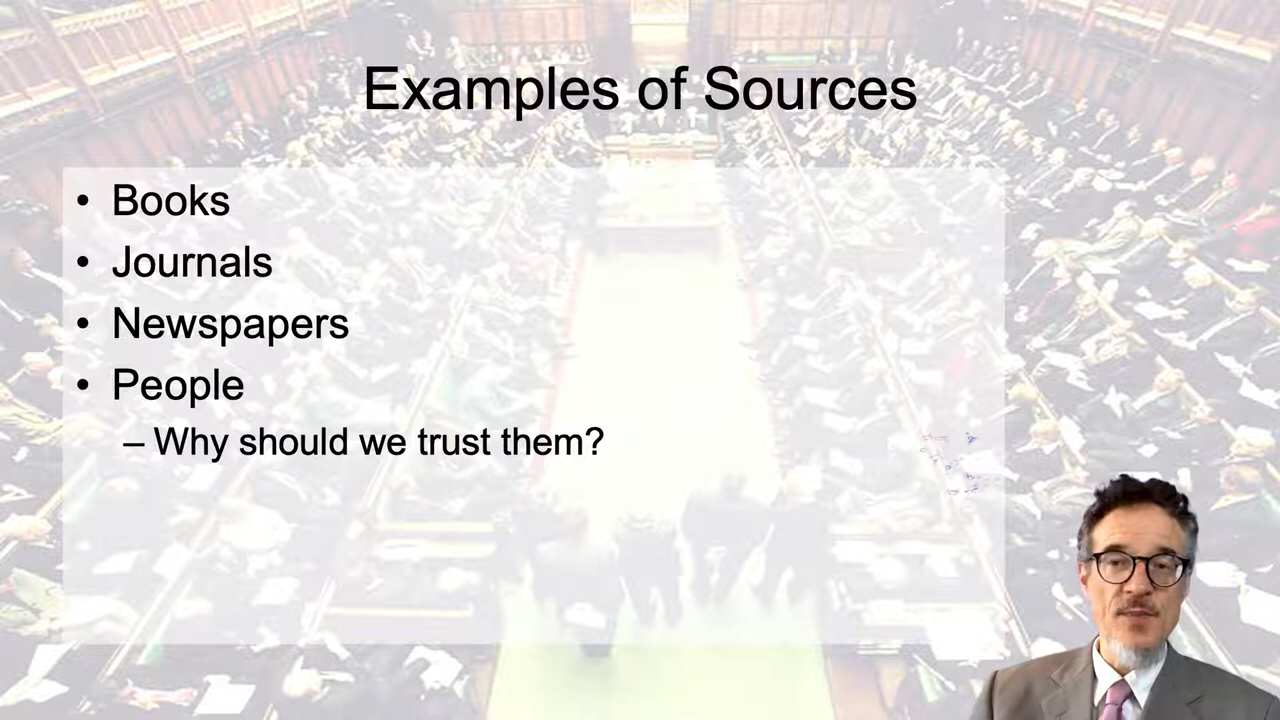 Examples of Sources
• Books
• Journals
• Newspapers
• People
– Why should we trust them?